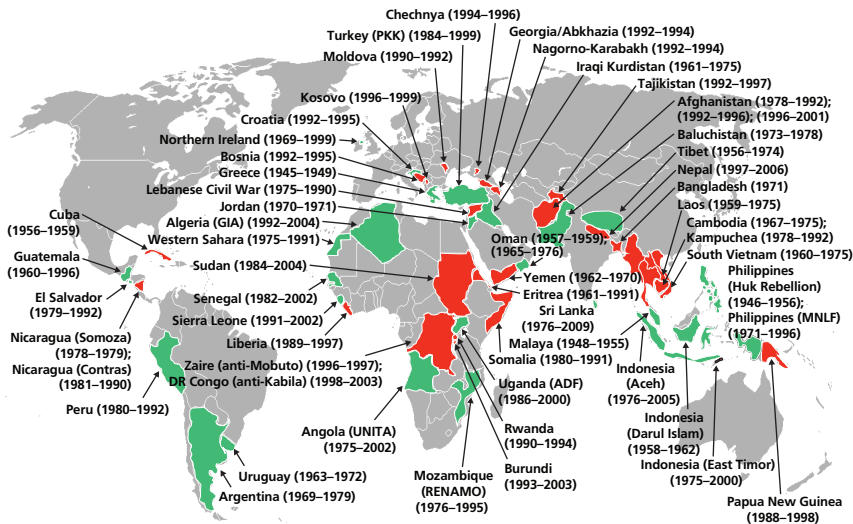 Chechnya (1994–1996)
Turkey (PKK) (1984–1999)
Georgia/Abkhazia (1992–1994)
Moldova (1990–1992)
Nagorno-Karabakh (1992–1994)
Iraqi Kurdistan (1961–1975)
Tajikistan (1992–1997)
Kosovo (1996–1999)
Afghanistan (1978–1992);
(1992–1996); (1996–2001)
Croatia (1992–1995)
Baluchistan (1973–1978)
Northern Ireland (1969–1999)
Tibet (1956–1974)
Bosnia (1992–1995)
Nepal (1997–2006)
Greece (1945–1949)
Bangladesh (1971)
Lebanese Civil War (1975–1990)
Laos (1959–1975)
Jordan (1970–1971)
Cuba
(1956–1959)
Algeria (GIA) (1992–2004)
Cambodia (1967–1975);
Kampuchea (1978–1992)
Western Sahara (1975–1991)
Oman (1957–1959);
(1965–1976)
South Vietnam (1960–1975)
Guatemala
(1960–1996)
Sudan (1984–2004)
Yemen (1962–1970)
Philippines
(Huk Rebellion)
(1946–1956);
Philippines (MNLF)
(1971–1996)
El Salvador
(1979–1992)
Senegal (1982–2002)
Eritrea (1961–1991)
Sri Lanka
(1976–2009)
Sierra Leone (1991–2002)
Nicaragua (Somoza)
(1978–1979);
Nicaragua (Contras)
(1981–1990)
Liberia (1989–1997)
Malaya (1948–1955)
Somalia (1980–1991)
Zaire (anti-Mobuto) (1996–1997);
DR Congo (anti-Kabila) (1998–2003)
Indonesia
(Aceh)
(1976–2005)
Uganda (ADF)
(1986–2000)
Peru (1980–1992)
Indonesia
(Darul Islam)
(1958–1962)
Angola (UNITA)
(1975–2002)
Rwanda
(1990–1994)
Indonesia (East Timor)
(1975–2000)
Burundi
(1993–2003)
Uruguay (1963–1972)
Mozambique
(RENAMO)
(1976–1995)
Argentina (1969–1979)
Papua New Guinea
(1988–1998)